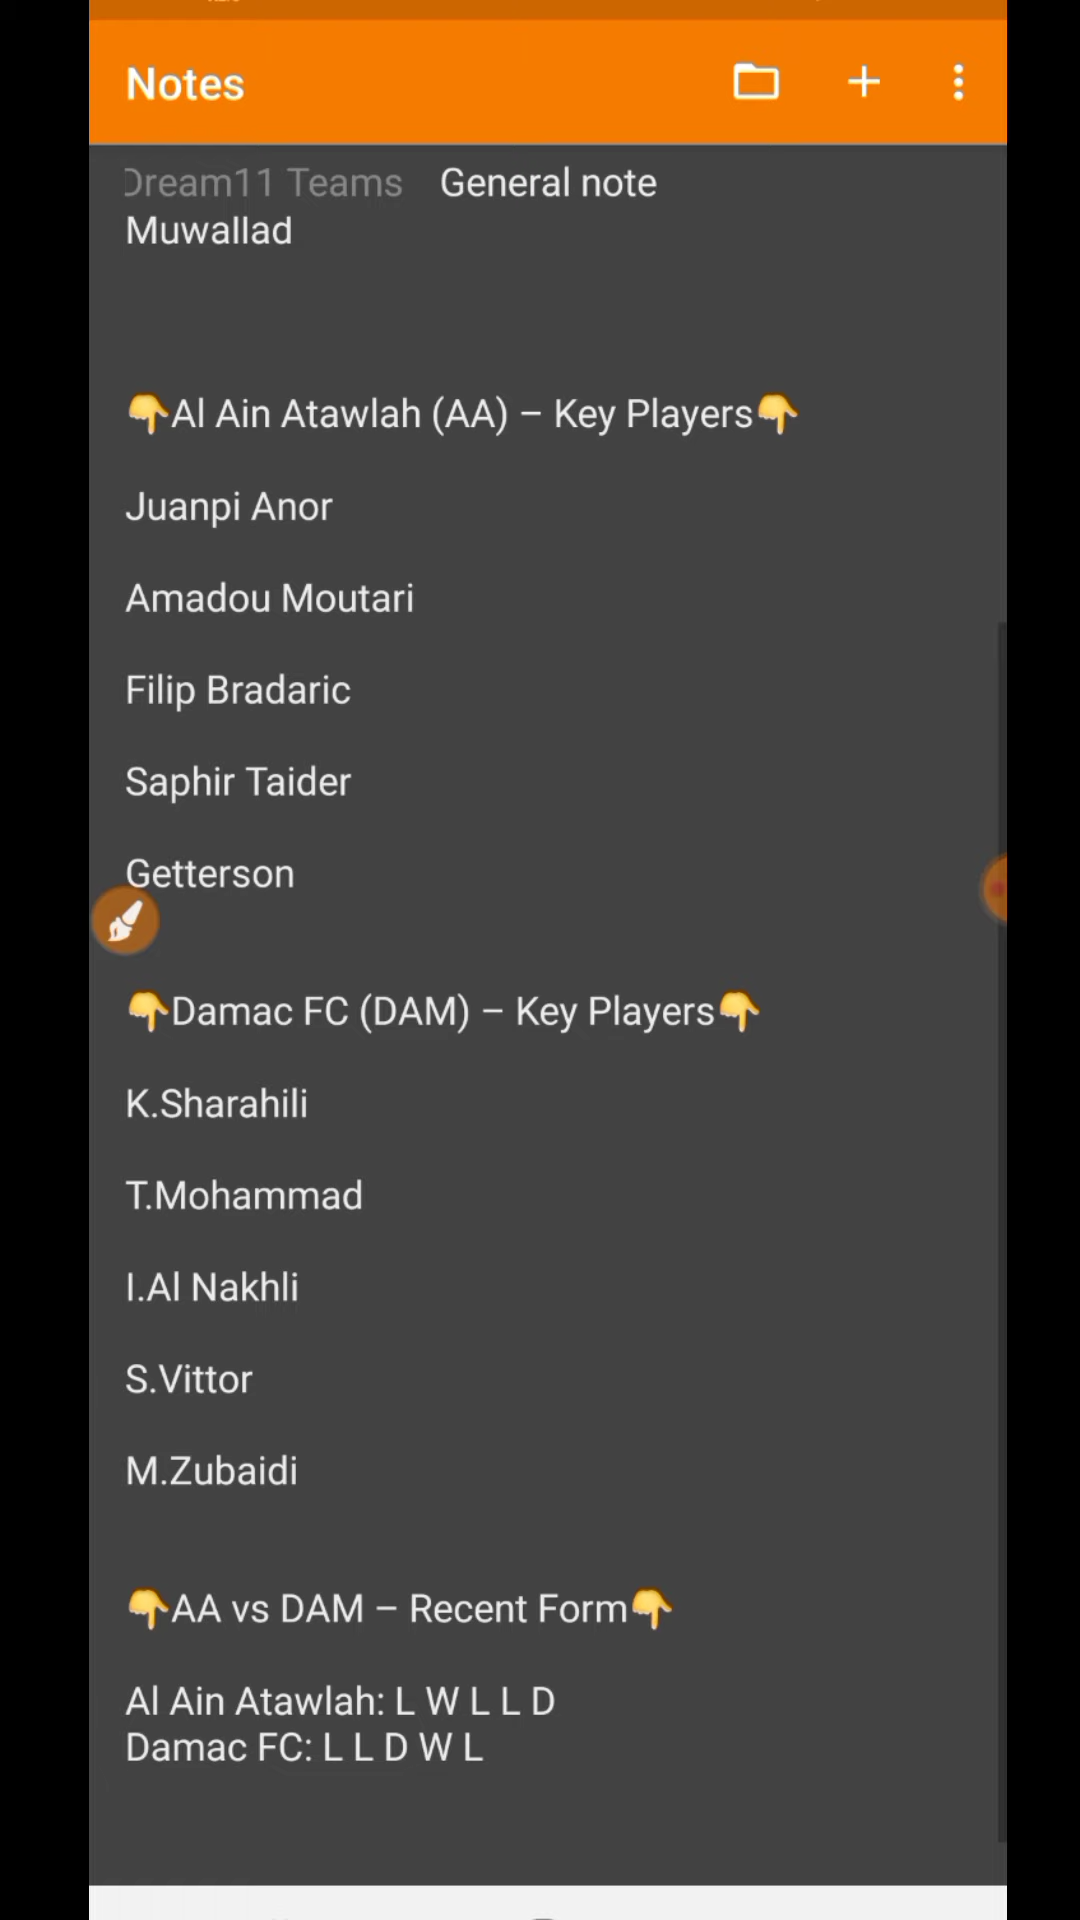 Notes
Dream11 Teams General note
Muwallad
👇Al Ain Atawlah (AA) – Key Players👇
Juanpi Anor
Amadou Moutari
Filip Bradaric
Saphir Taider
Getterson
👇Damac FC (DAM) – Key Players👇
K.Sharahili
T.Mohammad
I.Al Nakhli
S.Vittor
M.Zubaidi
👇AA vs DAM – Recent Form👇
Al Ain Atawlah: L W L L D
Damac FC: L L D W L